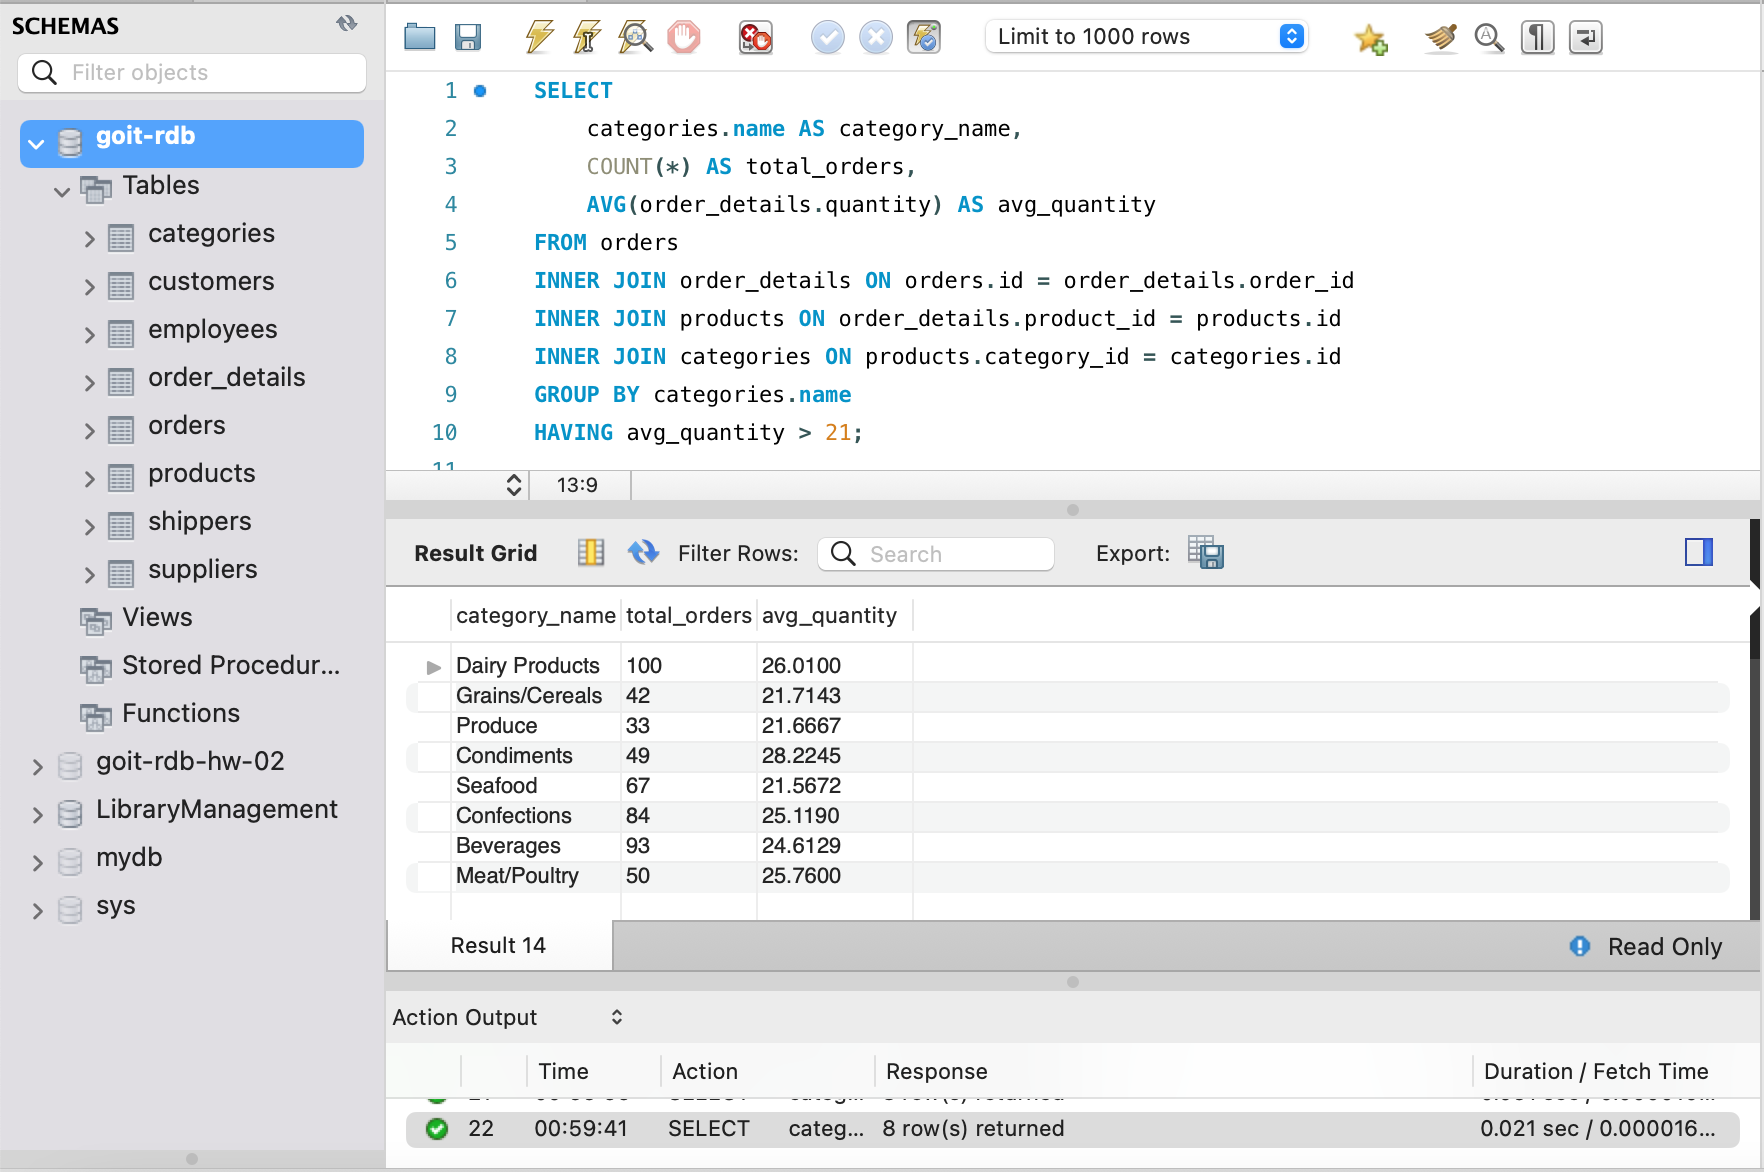 SCHEMAS
Filter objects
goit-rdb
Tables
categories
customers
employees
order_details
orders
products
shippers
suppliers
Views
Stored Procedur...
Functions
goit-rdb-hw-02
LibraryManagement
mydb
sys
Limit to 1000 rows
1 SELECT
2 categories.name AS category_name,
3 COUNT(*) AS total_orders,
4 AVG(order_details.quantity) AS avg_quantity
5 FROM orders
6 INNER JOIN order_details ON orders.id = order_details.order_id
7 INNER JOIN products ON order_details.product_id = products.id
8 INNER JOIN categories ON products.category_id = categories.id
9 GROUP BY categories.name
10 HAVING avg_quantity > 21;
11
13:9
Result Grid Filter Rows: Search Export:
category_name total_orders avg_quantity
Dairy Products 100 26.0100
Grains/Cereals 42 21.7143
Produce 33 21.6667
Condiments 49 28.2245
Seafood 67 21.5672
Confections 84 25.1190
Beverages 93 24.6129
Meat/Poultry 50 25.7600
Result 14 Read Only
Action Output
Time Action Response Duration / Fetch Time
22 00:59:41 SELECT categ... 8 row(s) returned 0.021 sec / 0.000016...